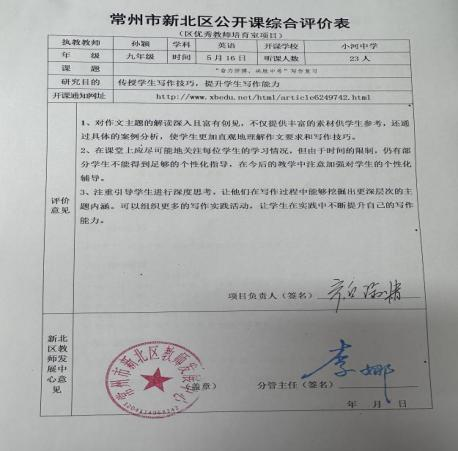 常州市新北区公开课综合评价表
(区优秀教师培育室项目)
执教教师 孙颖 学科 英语 开课学校 小河中学
年 级 九年级 时间 5月16日 听课人数 23人
课 题 写作复习
研究目的 传授学生写作技巧，提升学生写作能力
开课通知网址 http://www.xbedu.net/html/article6249742.html
评价意见
1、对作文主题的解读深入且富有创见，不仅提供丰富的素材供学生参考，还通
过具体的案例分析，使学生更加直观地理解作文要求和写作技巧。
2、在课堂上应尽可能地关注每位学生的学习情况，但由于时间的限制，仍有部
分学生不能得到足够的个性化指导，在今后的教学中注意加强对学生的个性化
辅导。
3、注重引导学生进行深度思考，让他们在写作过程中能够挖掘出更深层次的主
题内涵。可以组织更多的写作实践活动，让学生在实践中不断提升自己的写作
能力。
项目负责人（签名）
新北区教师发展中心意见
常州市新北区教师发展中心
（盖章） 分管主任（签名） 李娜
年 月 日